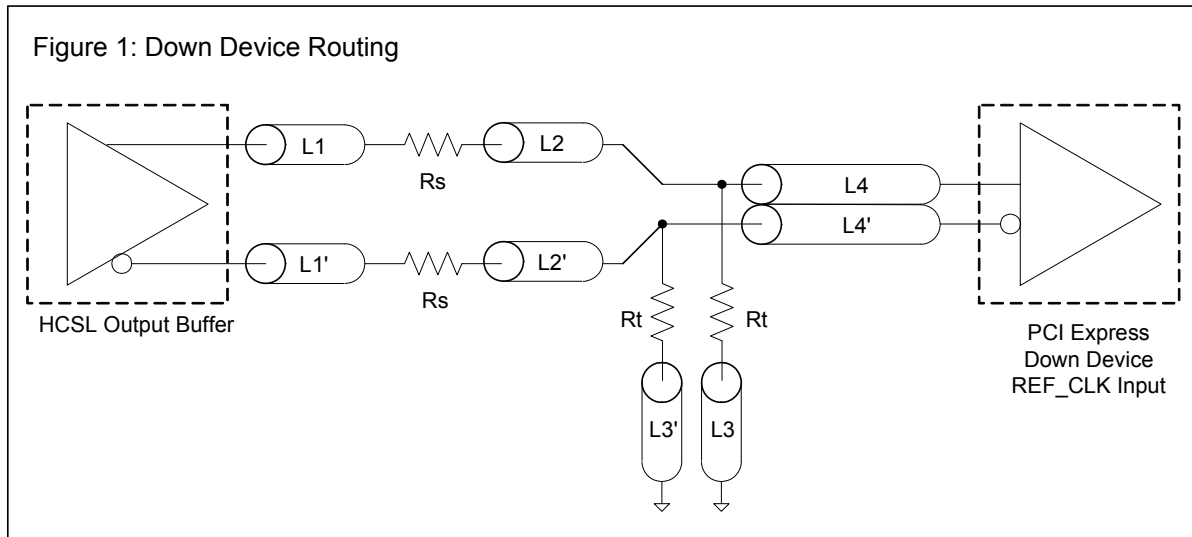 Figure 1: Down Device Routing
L1
Rs
L2
L4
L4'
L1'
Rs
L2'
Rt
Rt
L3'
L3
HCSL Output Buffer
PCI Express
Down Device
REF_CLK Input